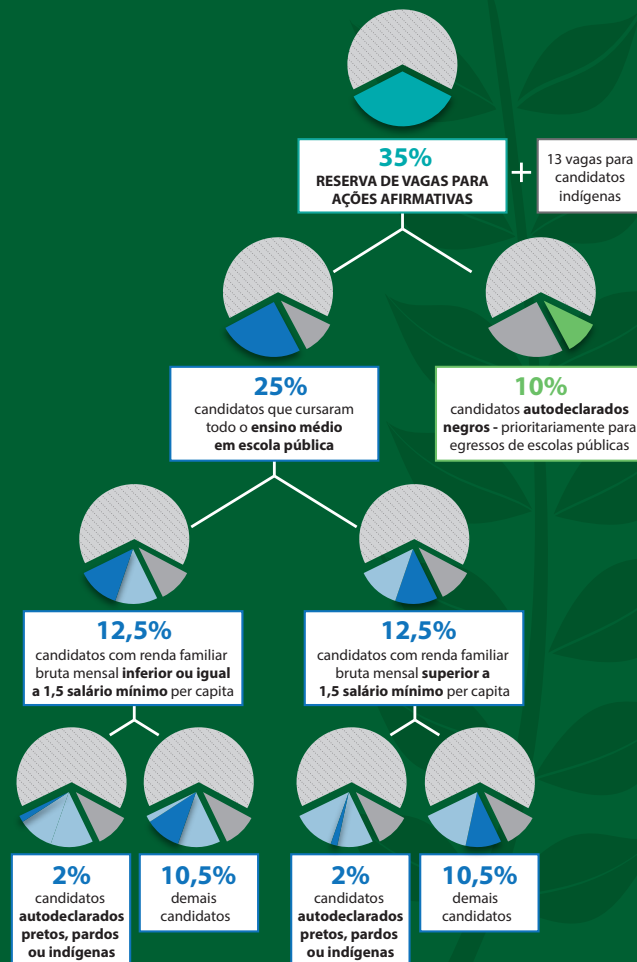 35%
RESERVA DE VAGAS PARA
AÇÕES AFIRMATIVAS
+
13 vagas para
candidatos
indígenas
25%
candidatos que cursaram
todo o ensino médio
em escola pública
10%
candidatos autodeclarados
negros - prioritariamente para
egressos de escolas públicas
12,5%
candidatos com renda familiar
bruta mensal inferior ou igual
a 1,5 salário mínimo per capita
12,5%
candidatos com renda familiar
bruta mensal superior a
1,5 salário mínimo per capita
2%
candidatos
autodeclarados
pretos, pardos
ou indígenas
10,5%
demais
candidatos
2%
candidatos
autodeclarados
pretos, pardos
ou indígenas
10,5%
demais
candidatos